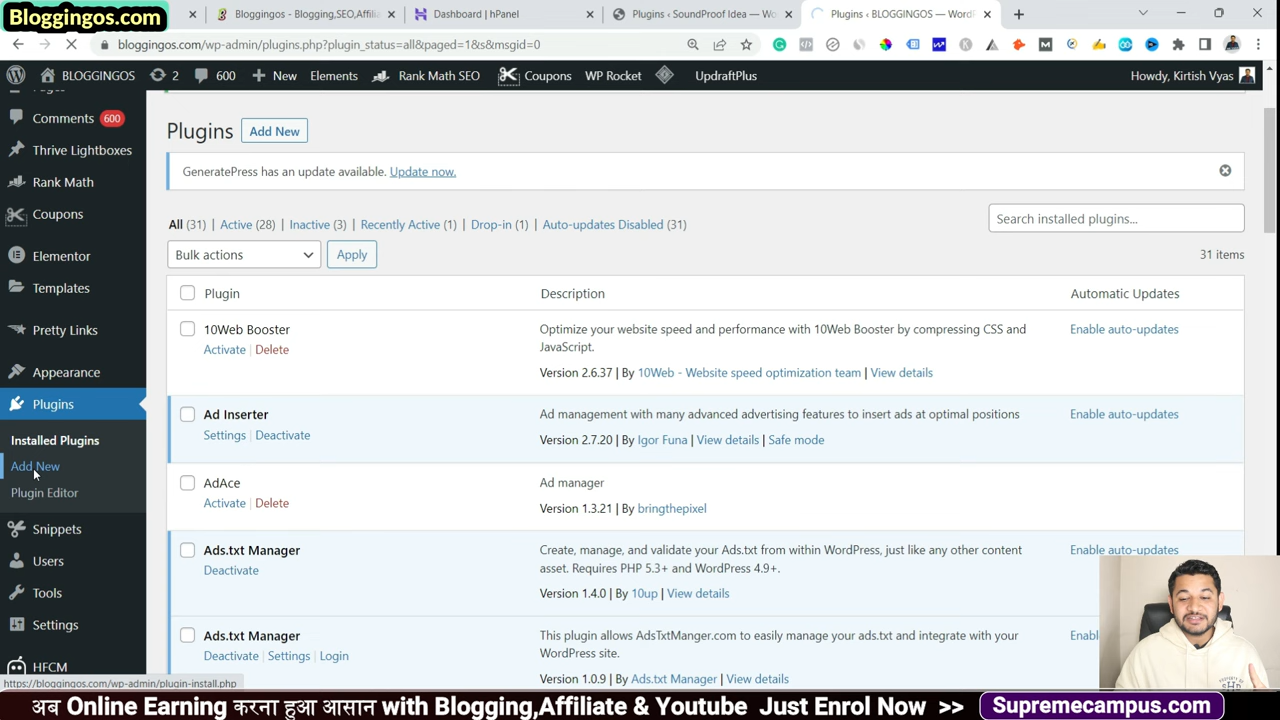 Bloggingos.com
Bloggingos - Blogging,SEO,Affilia
Dashboard | hPanel
Plugins ‹ SoundProof Idea — Wo
Plugins ‹ BLOGGINGOS — WordP
bloggingos.com/wp-admin/plugins.php?plugin_status=all&paged=1&s&msgid=0
BLOGGINGOS
2
600
New
Elements
Rank Math SEO
Coupons
WP Rocket
UpdraftPlus
Howdy, Kirtish Vyas
Pages
Comments 600
Thrive Lightboxes
Rank Math
Coupons
Elementor
Templates
Pretty Links
Appearance
Plugins
Installed Plugins
Add New
Plugin Editor
Snippets
Users
Tools
Settings
HFCM
Plugins Add New
GeneratePress has an update available. Update now.
All (31) | Active (28) | Inactive (3) | Recently Active (1) | Drop-in (1) | Auto-updates Disabled (31)
Search installed plugins...
Bulk actions
Apply
31 items
Plugin
Description
Automatic Updates
10Web Booster
Activate | Delete
Optimize your website speed and performance with 10Web Booster by compressing CSS and
JavaScript.
Version 2.6.37 | By 10Web - Website speed optimization team | View details
Enable auto-updates
Ad Inserter
Settings | Deactivate
Ad management with many advanced advertising features to insert ads at optimal positions
Version 2.7.20 | By Igor Funa | View details | Safe mode
Enable auto-updates
AdAce
Activate | Delete
Ad manager
Version 1.3.21 | By bringthepixel
Enable auto-updates
Ads.txt Manager
Deactivate
Create, manage, and validate your Ads.txt from within WordPress, just like any other content
asset. Requires PHP 5.3+ and WordPress 4.9+.
Version 1.4.0 | By 10up | View details
Enable auto-updates
Ads.txt Manager
Deactivate | Settings | Login
This plugin allows AdsTxtManger.com to easily manage your ads.txt and integrate with your
WordPress site.
Version 1.0.9 | By Ads.txt Manager | View details
https://bloggingos.com/wp-admin/plugin-install.php
अब Online Earning करना हुआ आसान with Blogging,Affiliate & Youtube Just Enrol Now >> Supremecampus.com